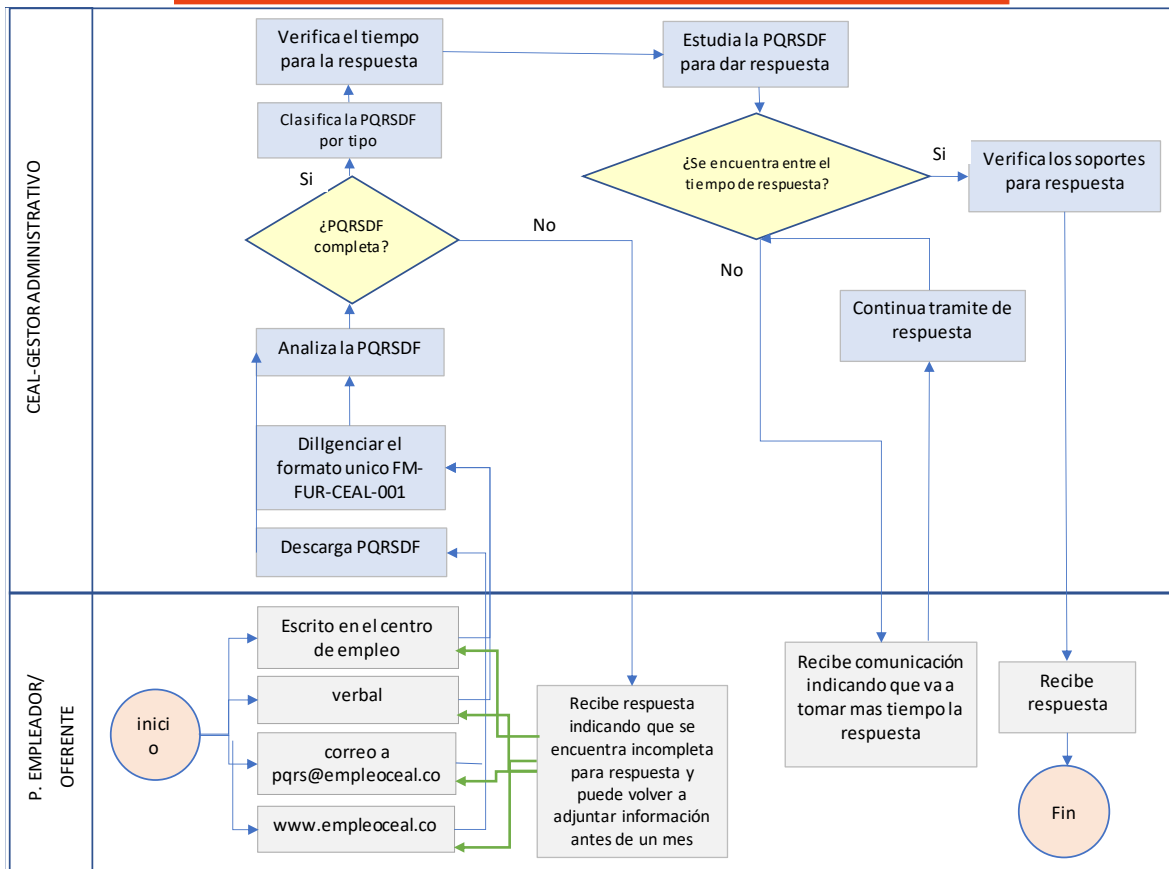 CEAL-GESTOR ADMINISTRATIVO
Verifica el tiempo
para la respuesta
Estudia la PQRSDF
para dar respuesta
Clasifica la PQRSDF
por tipo
Si
¿Se encuentra entre el
tiempo de respuesta?
Si
Verifica los soportes
para respuesta
¿PQRSDF
completa?
No
No
Continua tramite de
respuesta
Analiza la PQRSDF
DilIgenciar el
formato unico FM-
FUR-CEAL-001
Descarga PQRSDF
P. EMPLEADOR/
OFERENTE
inici
o
Escrito en el centro
de empleo
verbal
correo a
pqrs@empleoceal.co
www.empleoceal.co
Recibe respuesta
indicando que se
encuentra incompleta
para respuesta y
puede volver a
adjuntar información
antes de un mes
Recibe comunicación
indicando que va a
tomar mas tiempo la
respuesta
Recibe
respuesta
Fin